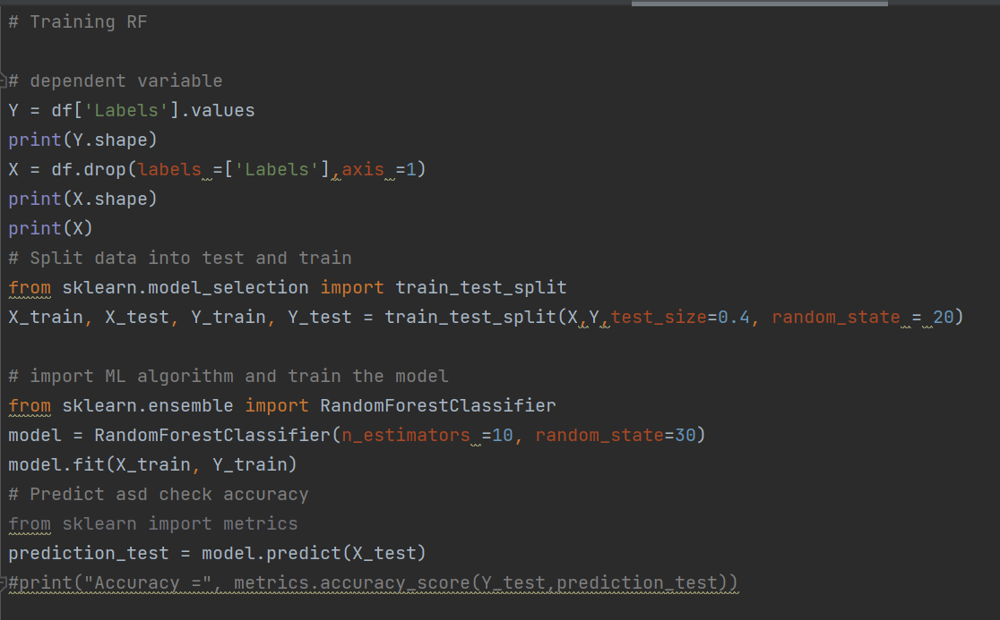 # Training RF
# dependent variable
Y = df['Labels'].values
print(Y.shape)
X = df.drop(labels =['Labels'],axis =1)
print(X.shape)
print(X)
# Split data into test and train
from sklearn.model_selection import train_test_split
X_train, X_test, Y_train, Y_test = train_test_split(X,Y,test_size=0.4, random_state = 20)
# import ML algorithm and train the model
from sklearn.ensemble import RandomForestClassifier
model = RandomForestClassifier(n_estimators =10, random_state=30)
model.fit(X_train, Y_train)
# Predict asd check accuracy
from sklearn import metrics
prediction_test = model.predict(X_test)
#print("Accuracy =", metrics.accuracy_score(Y_test,prediction_test))